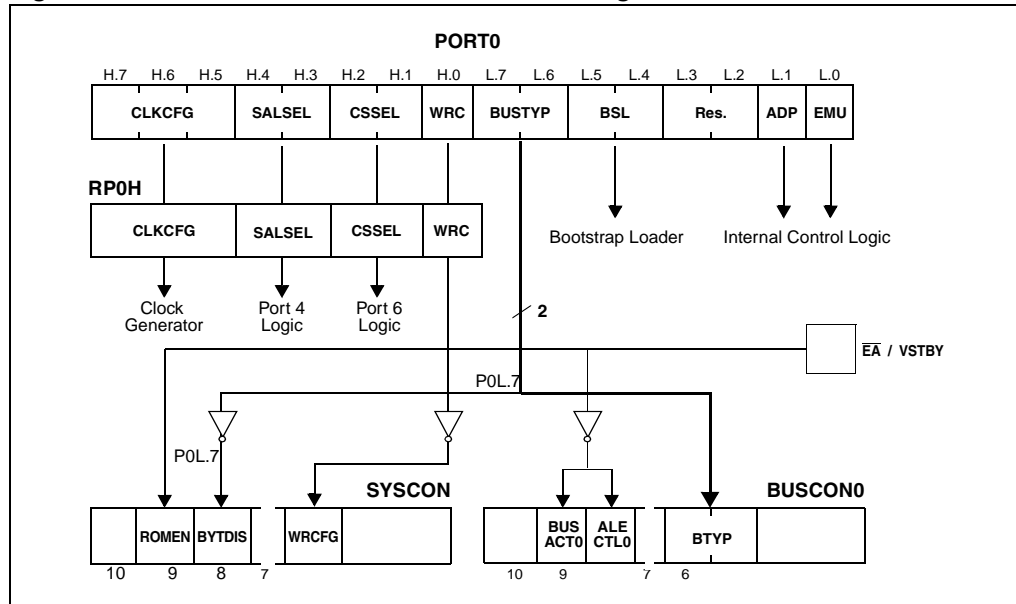 PORT0
H.7 H.6 H.5 H.4 H.3 H.2 H.1 H.0 L.7 L.6 L.5 L.4 L.3 L.2 L.1 L.0
CLKCFG SALSEL CSSEL WRC BUSTYP BSL Res. ADP EMU
RP0H
CLKCFG SALSEL CSSEL WRC
Bootstrap Loader Internal Control Logic
Clock Generator
Port 4 Logic
Port 6 Logic
2
EA / VSTBY
P0L.7
P0L.7
SYSCON BUSCON0
ROMEN BYTDIS WRCFG BUS ACT0 ALE CTL0 BTYP
10 9 8 7 10 9 7 6